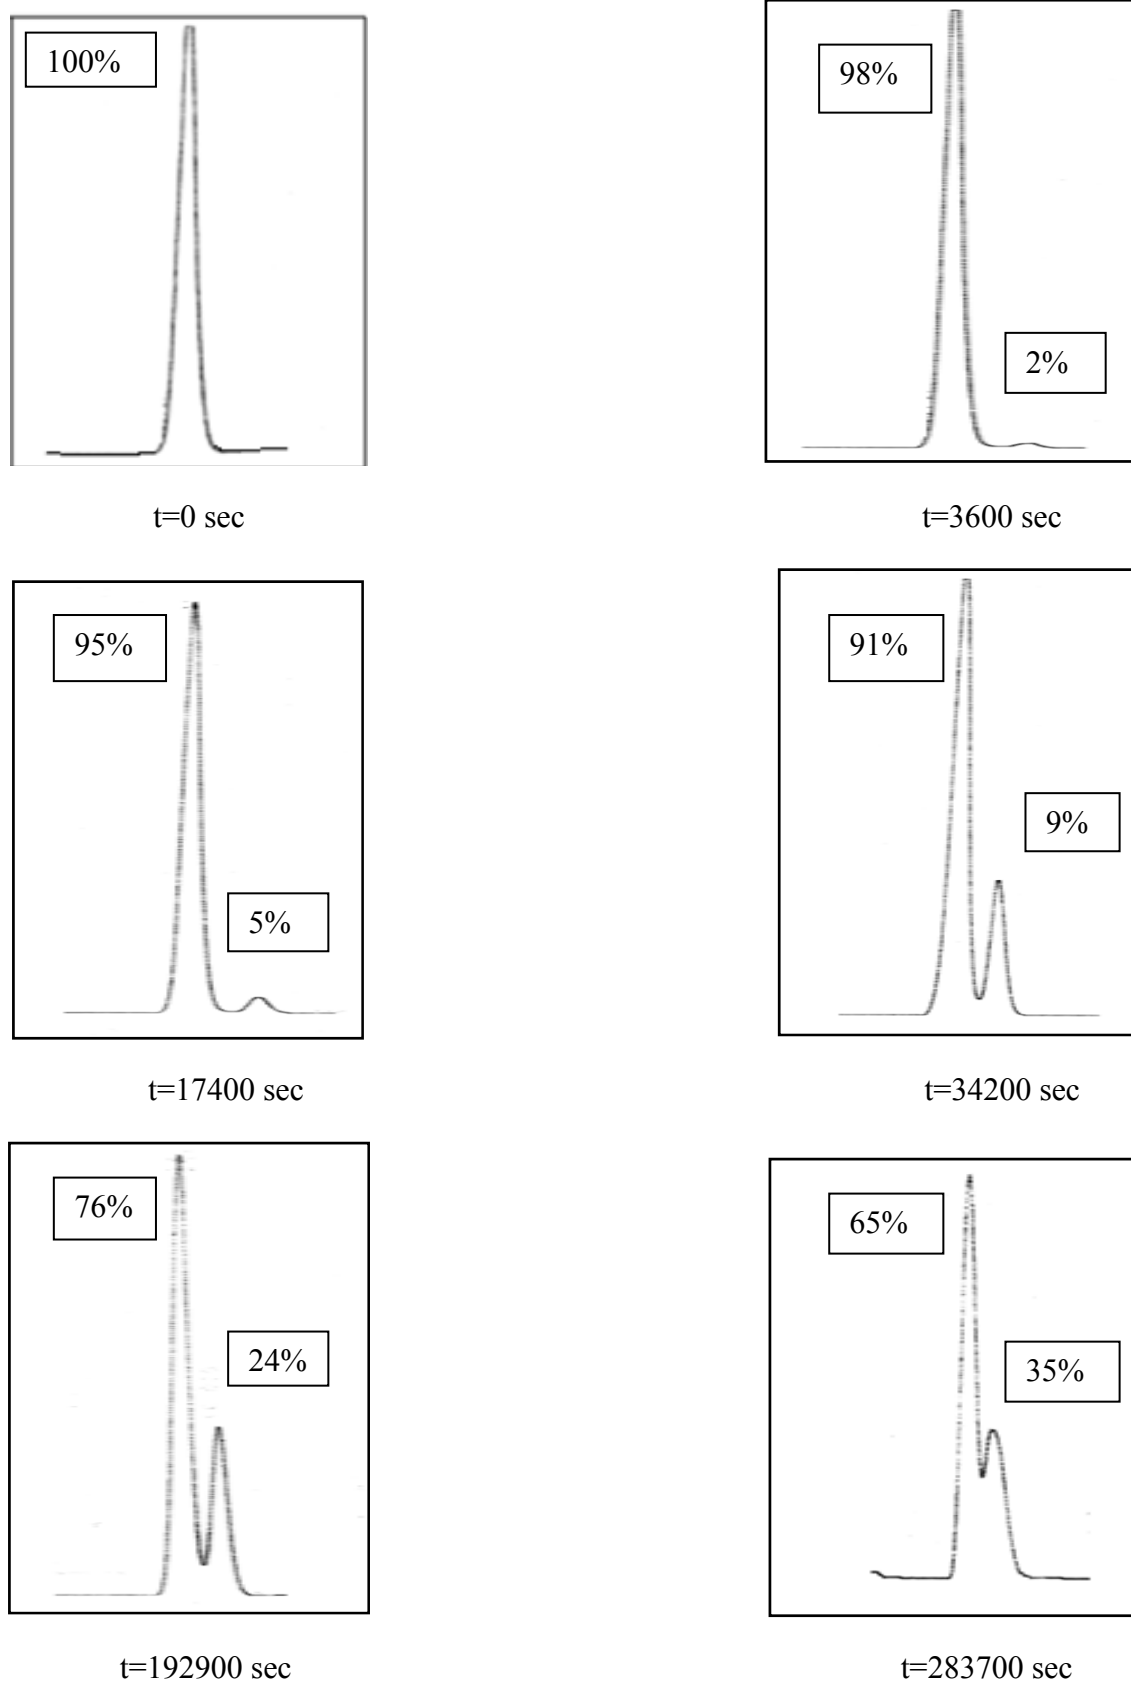 100%
98%
2%
t=0 sec
t=3600 sec
95%
5%
91%
9%
t=17400 sec
t=34200 sec
76%
24%
65%
35%
t=192900 sec
t=283700 sec